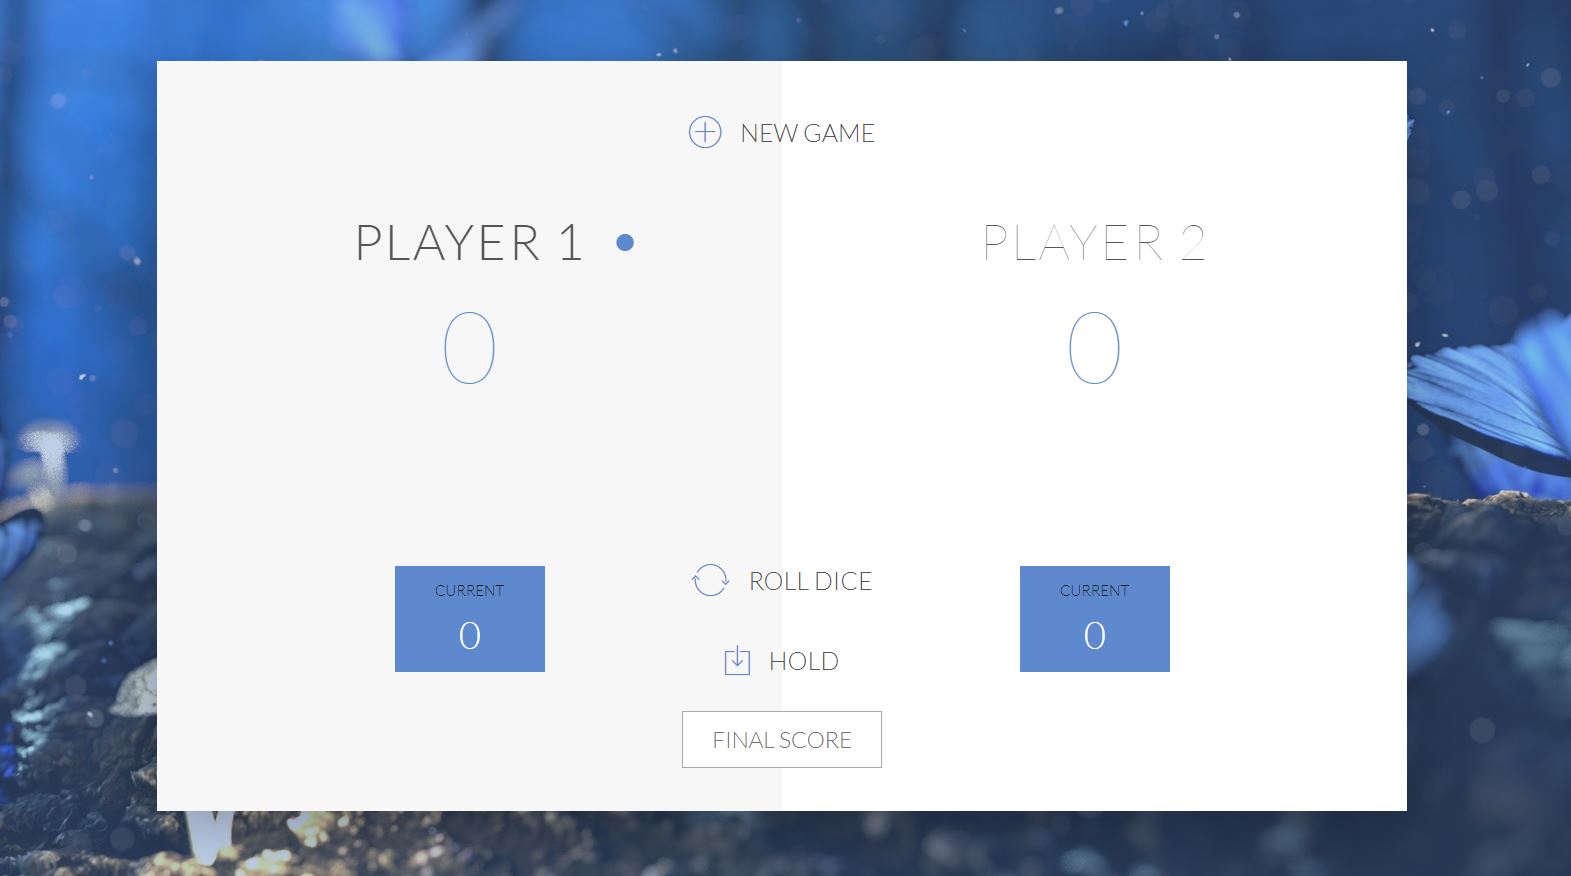 NEW GAME
PLAYER 1
0
PLAYER 2
0
CURRENT
0
ROLL DICE
HOLD
FINAL SCORE
CURRENT
0